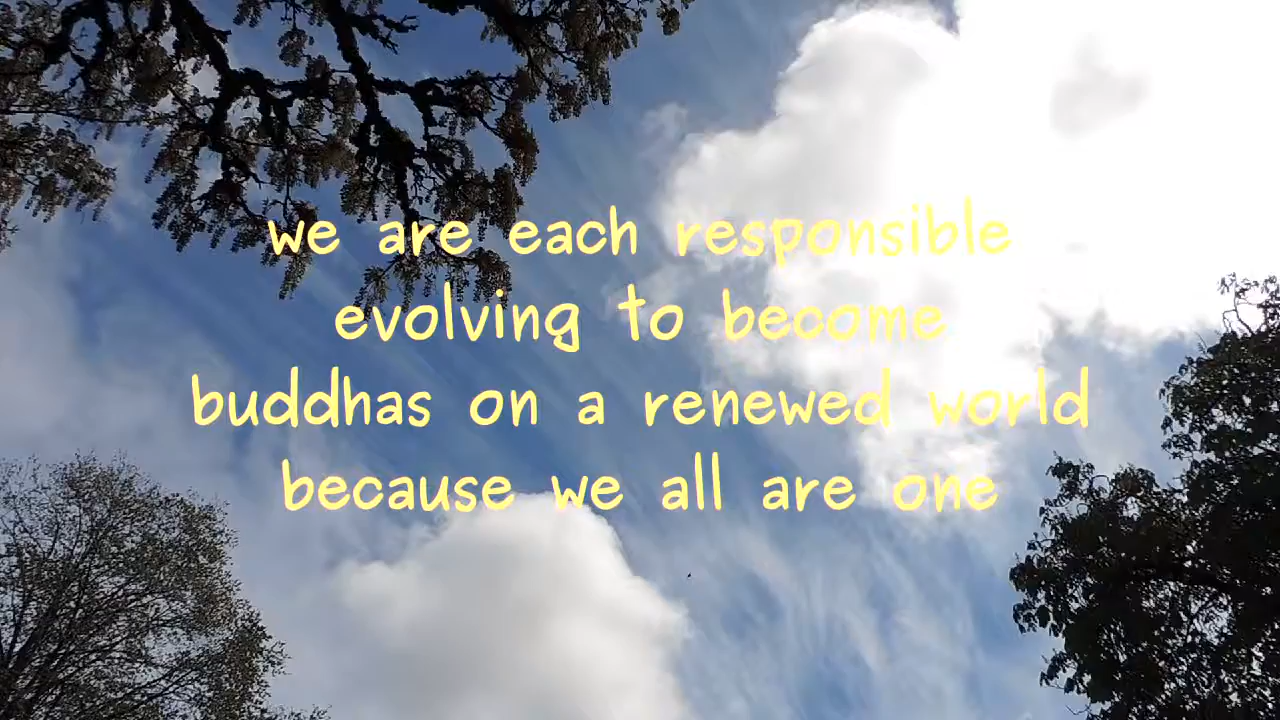 we are each responsible
evolving to become
buddhas on a renewed world
because we all are one